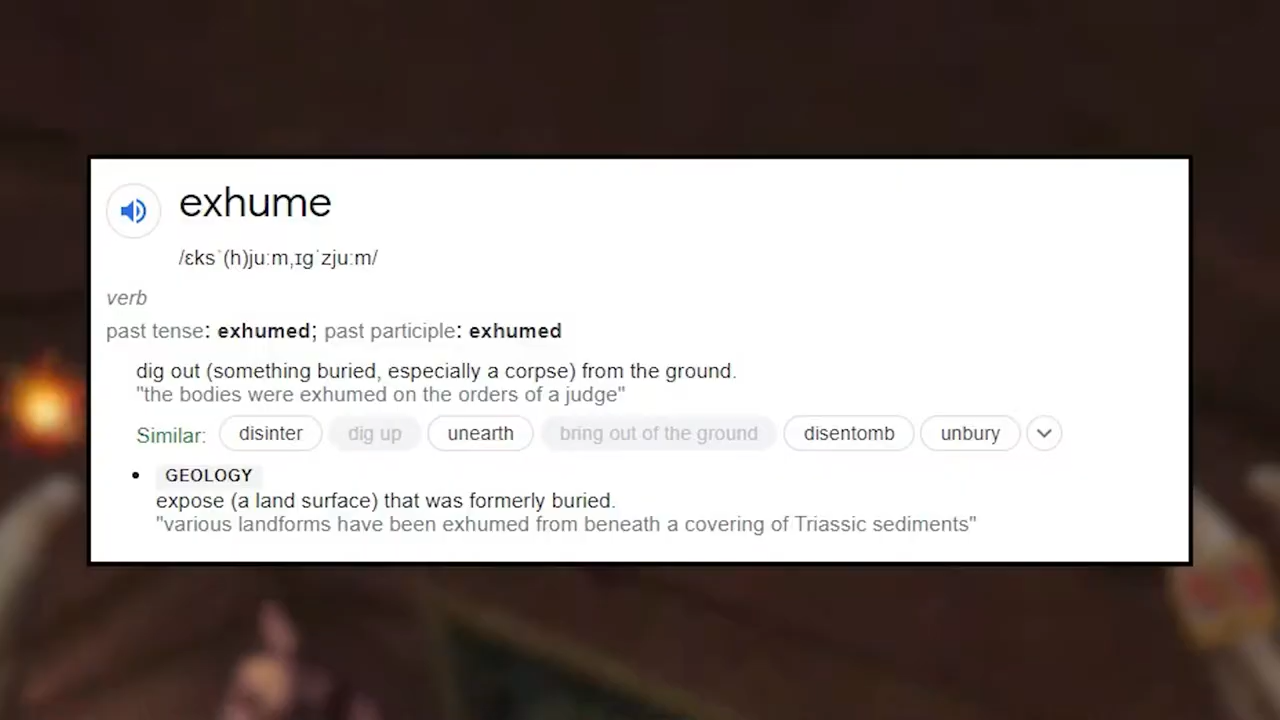 exhume
/ɛksˈ(h)juːm,ɪɡˈzjuːm/
verb
past tense: exhumed; past participle: exhumed
dig out (something buried, especially a corpse) from the ground.
"the bodies were exhumed on the orders of a judge"
Similar: disinter dig up unearth bring out of the ground disentomb unbury
• GEOLOGY
expose (a land surface) that was formerly buried.
"various landforms have been exhumed from beneath a covering of Triassic sediments"